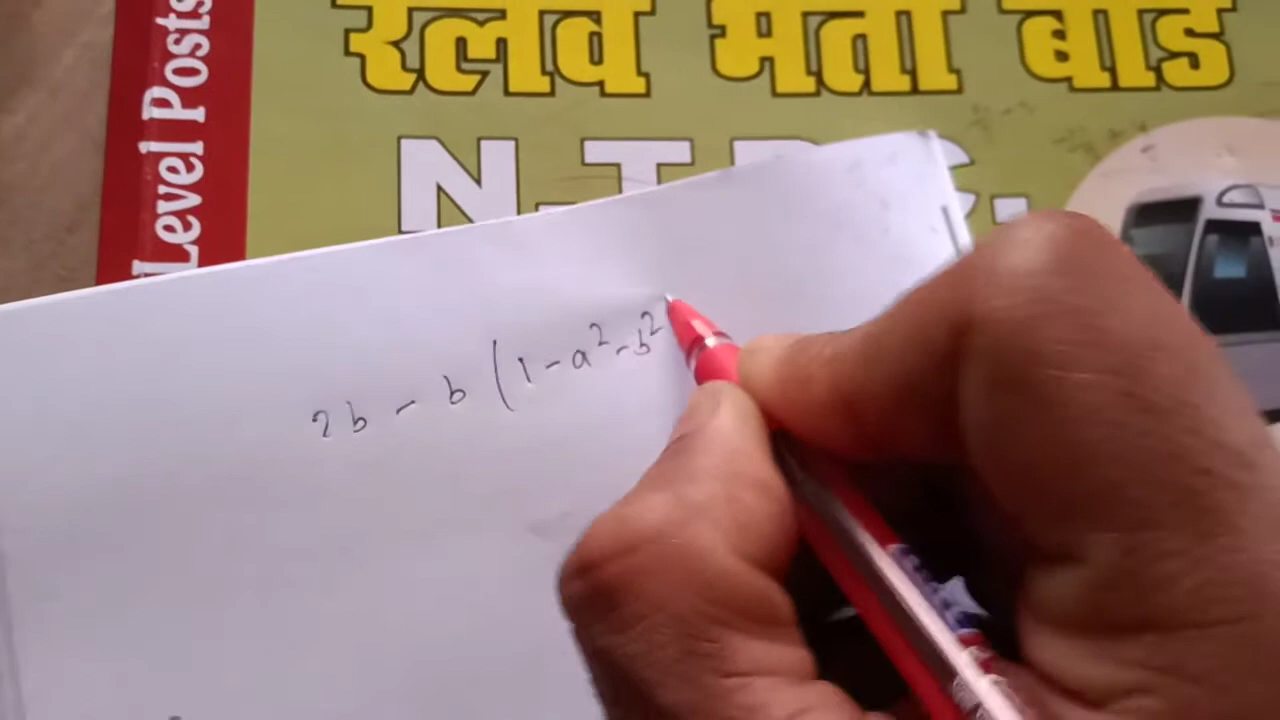 Level Posts
रेलवे भर्ती बोर्ड
N.T.P.C.
2b - b (1 - a² - b²